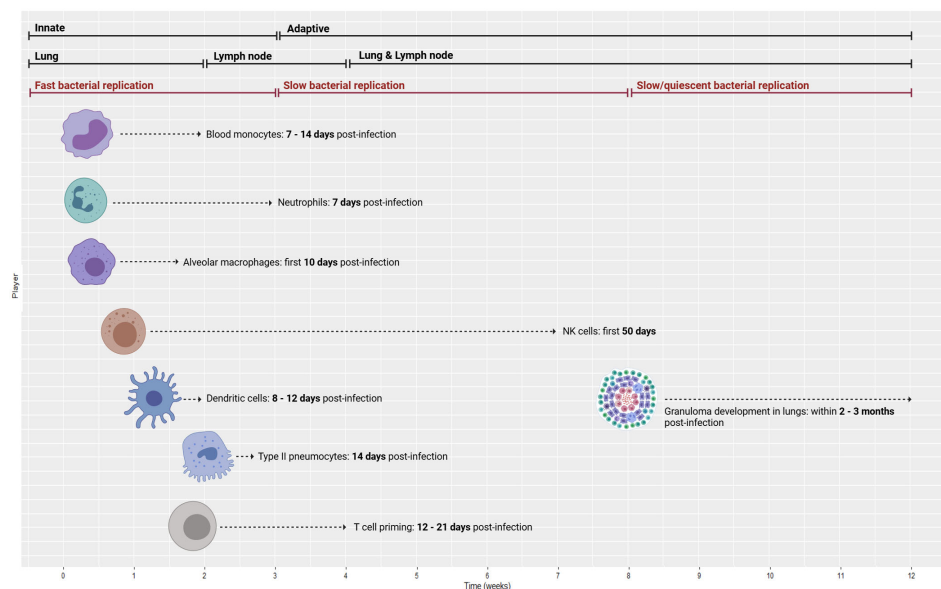 Innate
Adaptive
Lung
Lymph node
Lung & Lymph node
Fast bacterial replication
Slow bacterial replication
Slow/quiescent bacterial replication
Blood monocytes: 7 - 14 days post-infection
Neutrophils: 7 days post-infection
Alveolar macrophages: first 10 days post-infection
NK cells: first 50 days
Dendritic cells: 8 - 12 days post-infection
Granuloma development in lungs: within 2 - 3 months
post-infection
Type II pneumocytes: 14 days post-infection
T cell priming: 12 - 21 days post-infection
Player
0 1 2 3 4 5 6 7 8 9 10 11 12
Time (weeks)